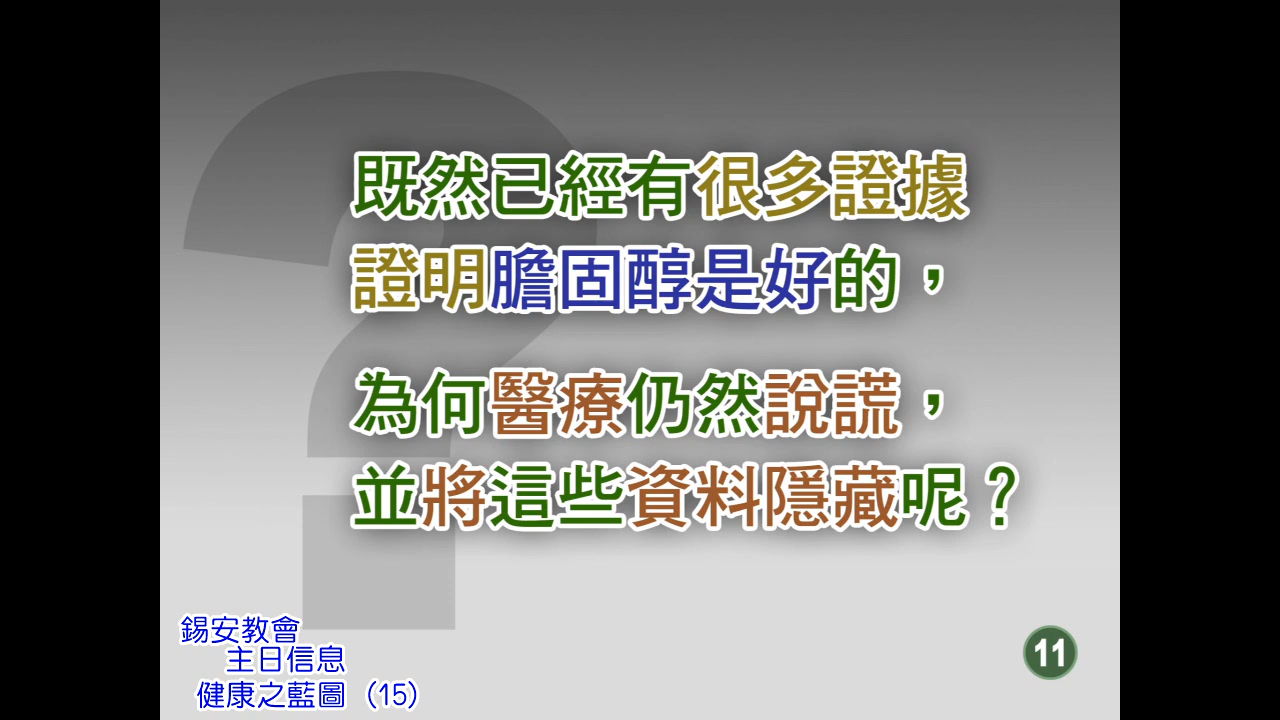 既然已經有很多證據
證明膽固醇是好的，
為何醫療仍然說謊，
並將這些資料隱藏呢？
錫安教會
主日信息
健康之藍圖（15）
11